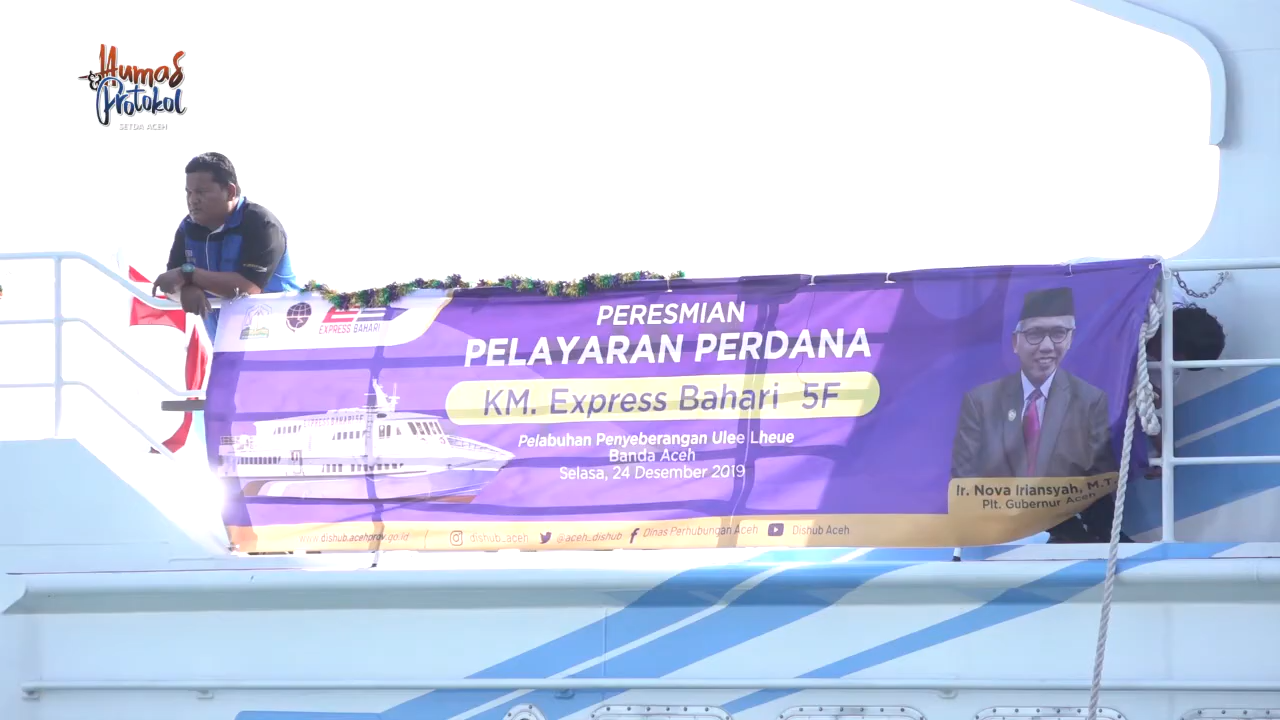 Humas
& Protokol
SETDA ACEH
EXPRESS BAHARI
PERESMIAN
PELAYARAN PERDANA
KM. Express Bahari 5F
Pelabuhan Penyeberangan Ulee Lheue
Banda Aceh
Selasa, 24 Desember 2019
Ir. Nova Iriansyah, M.T.
Plt. Gubernur Aceh
www.dishub.acehprov.go.id | dishub_aceh @aceh_dishub Dinas Perhubungan Aceh Dishub Aceh